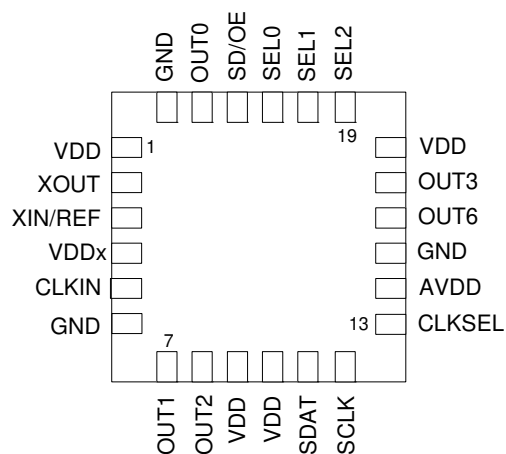 GND
OUT0
SD/OE
SEL0
SEL1
SEL2
19
VDD
1
XOUT
XIN/REF
VDDx
CLKIN
GND
VDD
OUT3
OUT6
GND
AVDD
13
CLKSEL
7
OUT1
OUT2
VDD
VDD
SDAT
SCLK